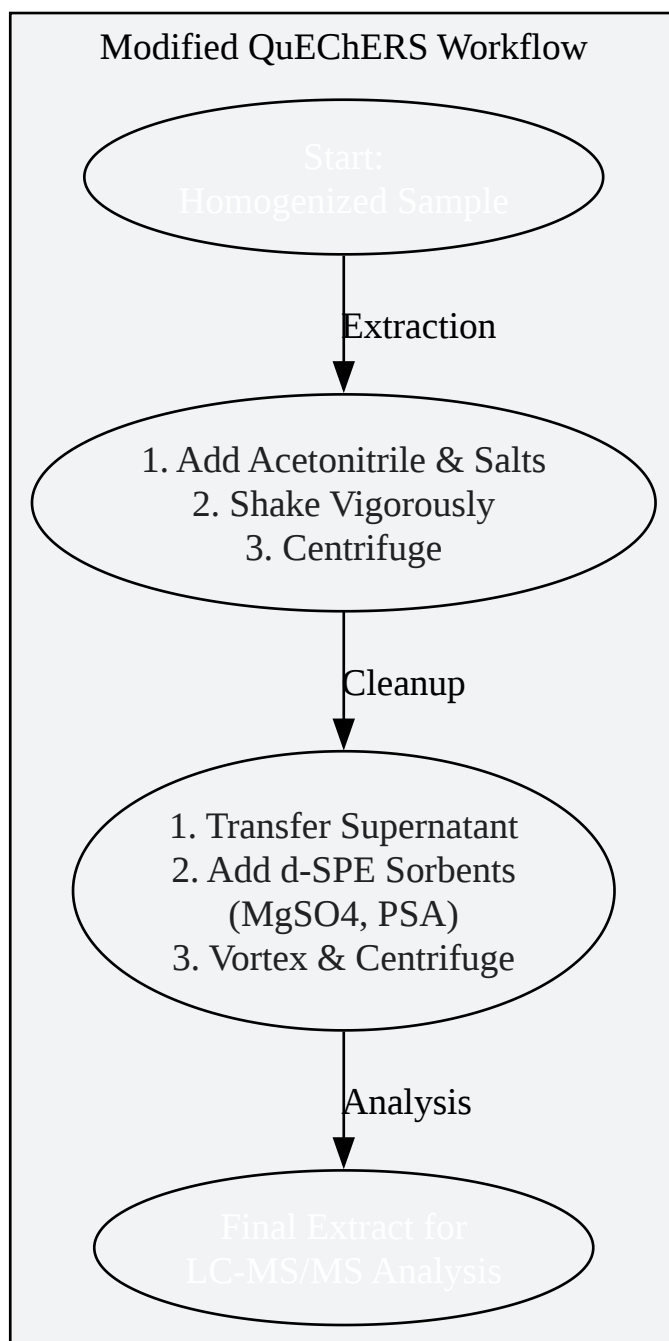 Modified QuEChERS Workflow
Start:
Homogenized Sample
Extraction
1. Add Acetonitrile & Salts
2. Shake Vigorously
3. Centrifuge
Cleanup
1. Transfer Supernatant
2. Add d-SPE Sorbents
(MgSO4, PSA)
3. Vortex & Centrifuge
Analysis
Final Extract for
LC-MS/MS Analysis